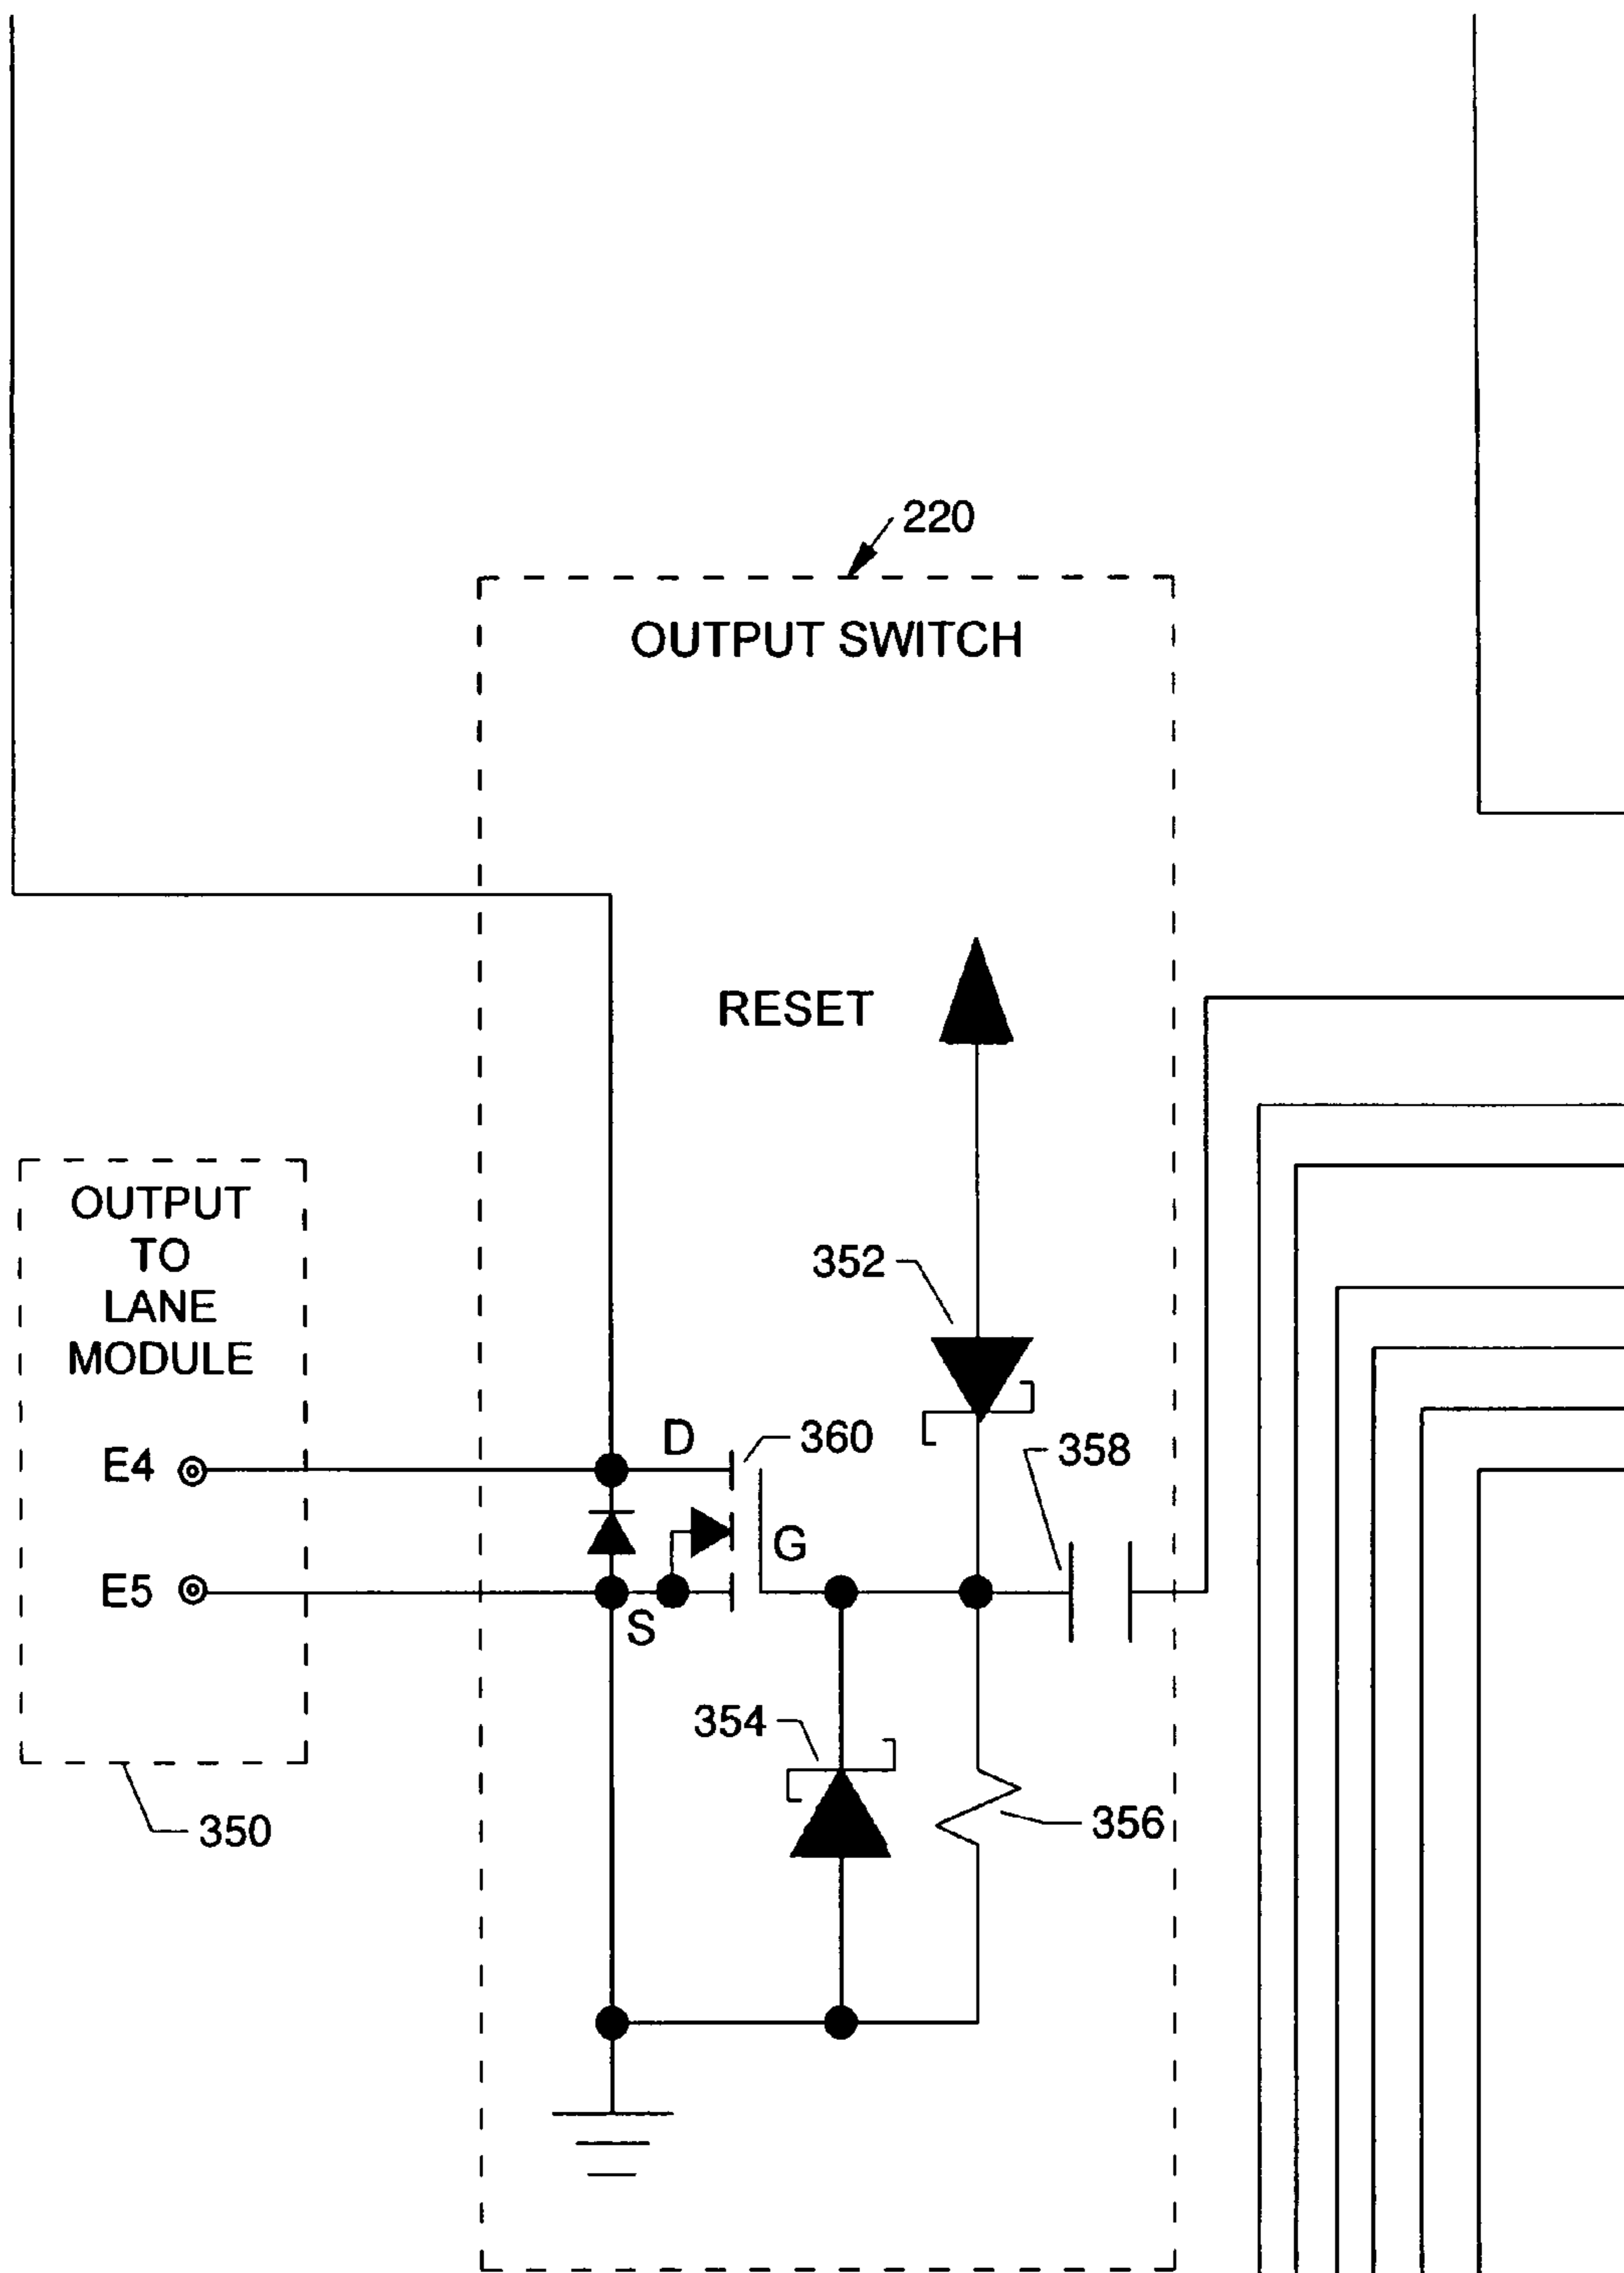 220
OUTPUT SWITCH
RESET
OUTPUT
TO
LANE
MODULE
352
D
360
358
E4
G
E5
S
354
356
350